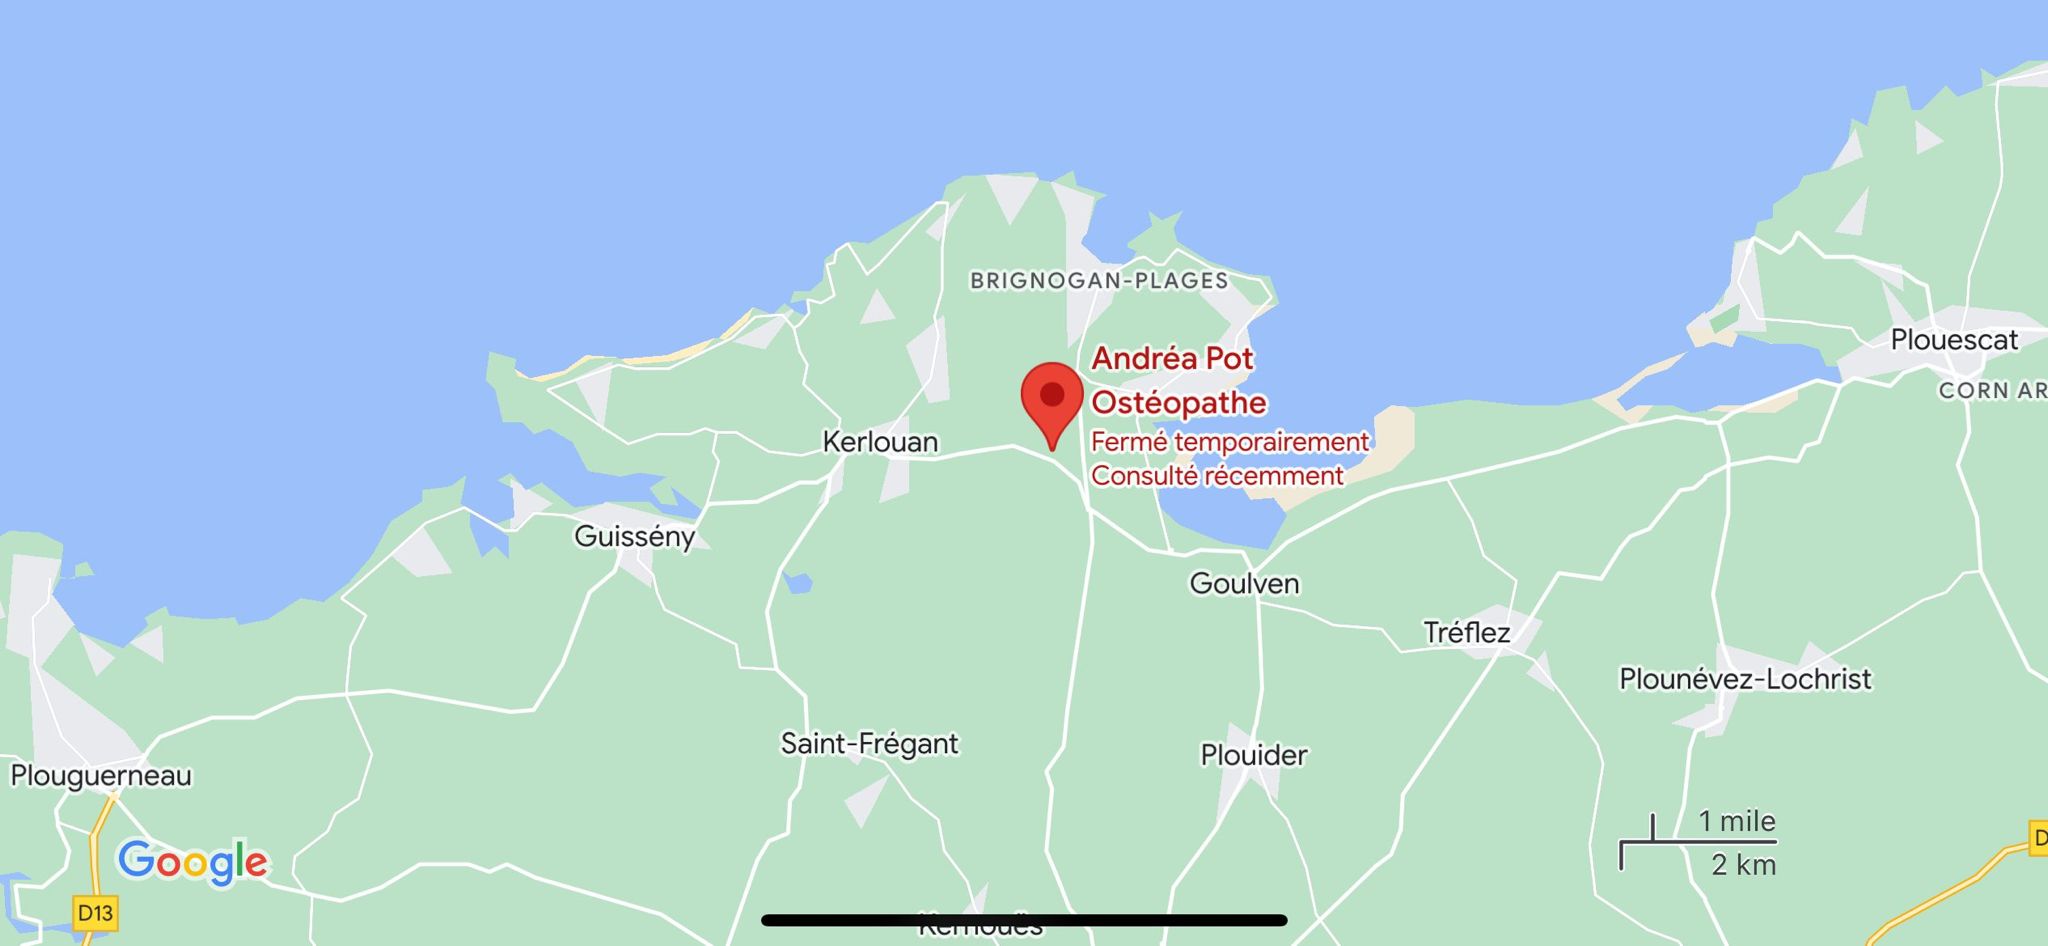 BRIGNOGAN-PLAGES
Plouescat
Andréa Pot
Ostéopathe
CORN AR
Kerlouan
Fermé temporairement
Consulté récemment
Guissény
Goulven
Tréflez
Plounévez-Lochrist
Saint-Frégant
Plouider
Plouguerneau
1 mile
2 km
D
Google
D13
Kernouës